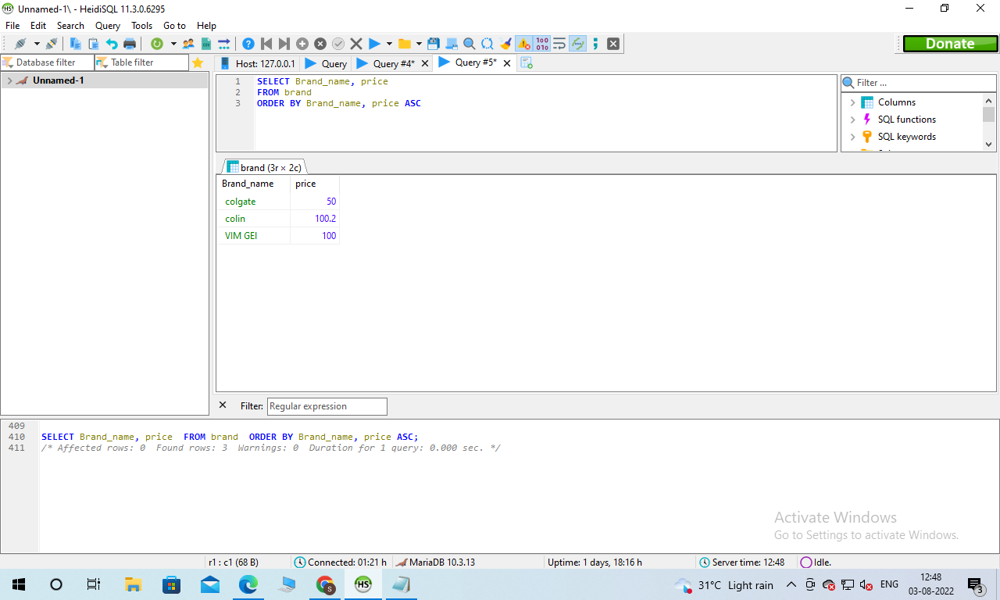 Unnamed-1\ - HeidiSQL 11.3.0.6295
File Edit Search Query Tools Go to Help
Donate
Database filter Table filter Host: 127.0.0.1 Query Query #4* Query #5*
Unnamed-1
1 SELECT Brand_name, price
2 FROM brand
3 ORDER BY Brand_name, price ASC
Filter ...
Columns
SQL functions
SQL keywords
brand (3r × 2c)
Brand_name price
colgate 50
colin 100.2
VIM GEl 100
Filter: Regular expression
409
410 SELECT Brand_name, price FROM brand ORDER BY Brand_name, price ASC;
411 /* Affected rows: 0 Found rows: 3 Warnings: 0 Duration for 1 query: 0.000 sec. */
Activate Windows
Go to Settings to activate Windows.
r1 : c1 (68 B) Connected: 01:21 h MariaDB 10.3.13 Uptime: 1 days, 18:16 h Server time: 12:48 Idle.
HS
31°C Light rain ENG 12:48
03-08-2022
3